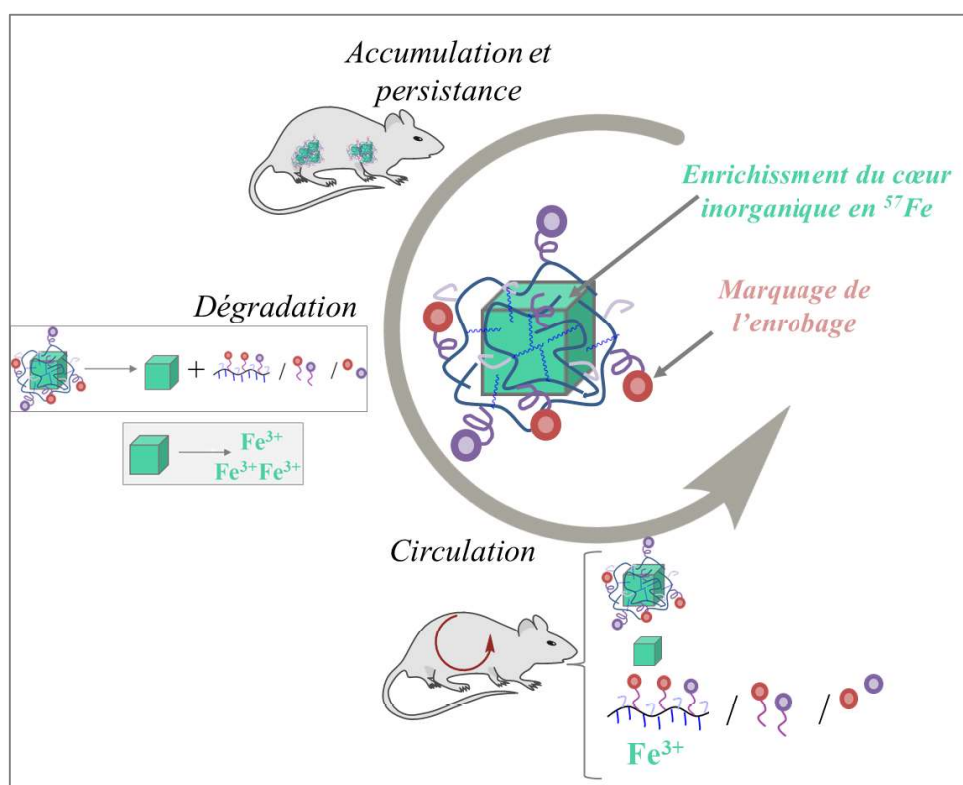 Accumulation et
persistance
Enrichissment du cœur
inorganique en ⁵⁷Fe
Marquage de
l'enrobage
Dégradation
+ / /
Fe³⁺
Fe³⁺Fe³⁺
Circulation
/ /
Fe³⁺